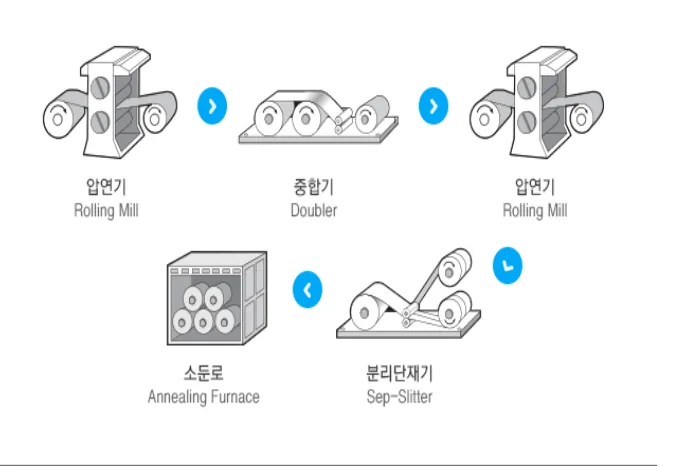 압연기
Rolling Mill
중합기
Doubler
압연기
Rolling Mill
소둔로
Annealing Furnace
분리단재기
Sep-Slitter